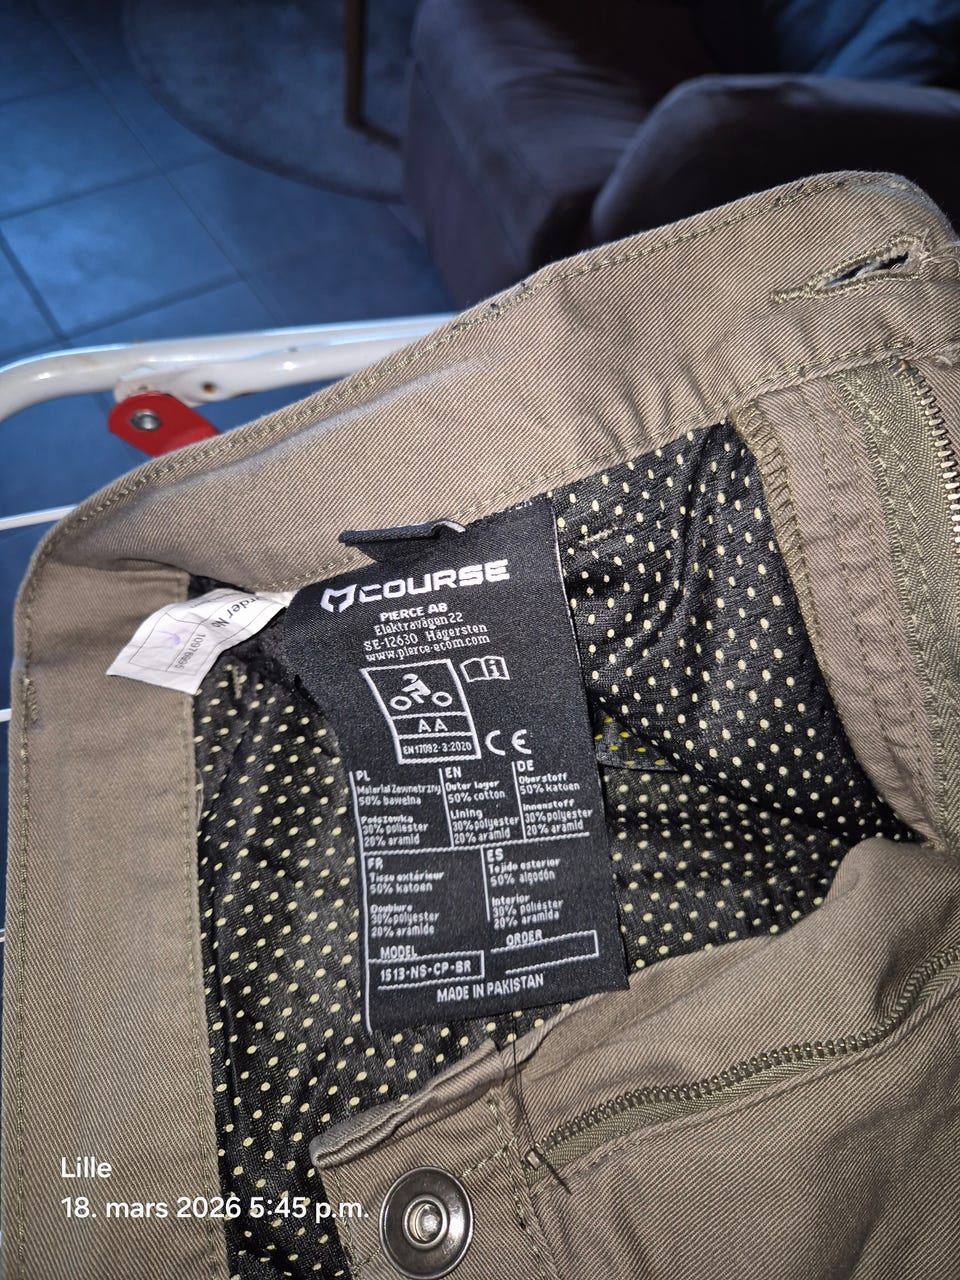 COURSE
PIERCE AB
Elektravägen 22
SE-12630 Hägersten
www.pierce-ecom.com
i
AA
EN17092-3:2020
CE
PL
Materiał Zewnetrzny
50% bawełna
Podszewka
30% poliester
20% aramid
EN
Outer layer
50% cotton
Lining
30% polyester
20% aramid
DE
Oberstoff
50% katoen
Innenstoff
30% polyester
20% aramid
FR
Tissu extérieur
50% katoen
30% polyester
20% aramide
ES
Tejido exterior
50% algodón
Interior
30% poliéster
20% aramida
MODEL
1513-NS-CP-BR
ORDER
MADE IN PAKISTAN
Lille
18. mars 2026 5:45 p.m.